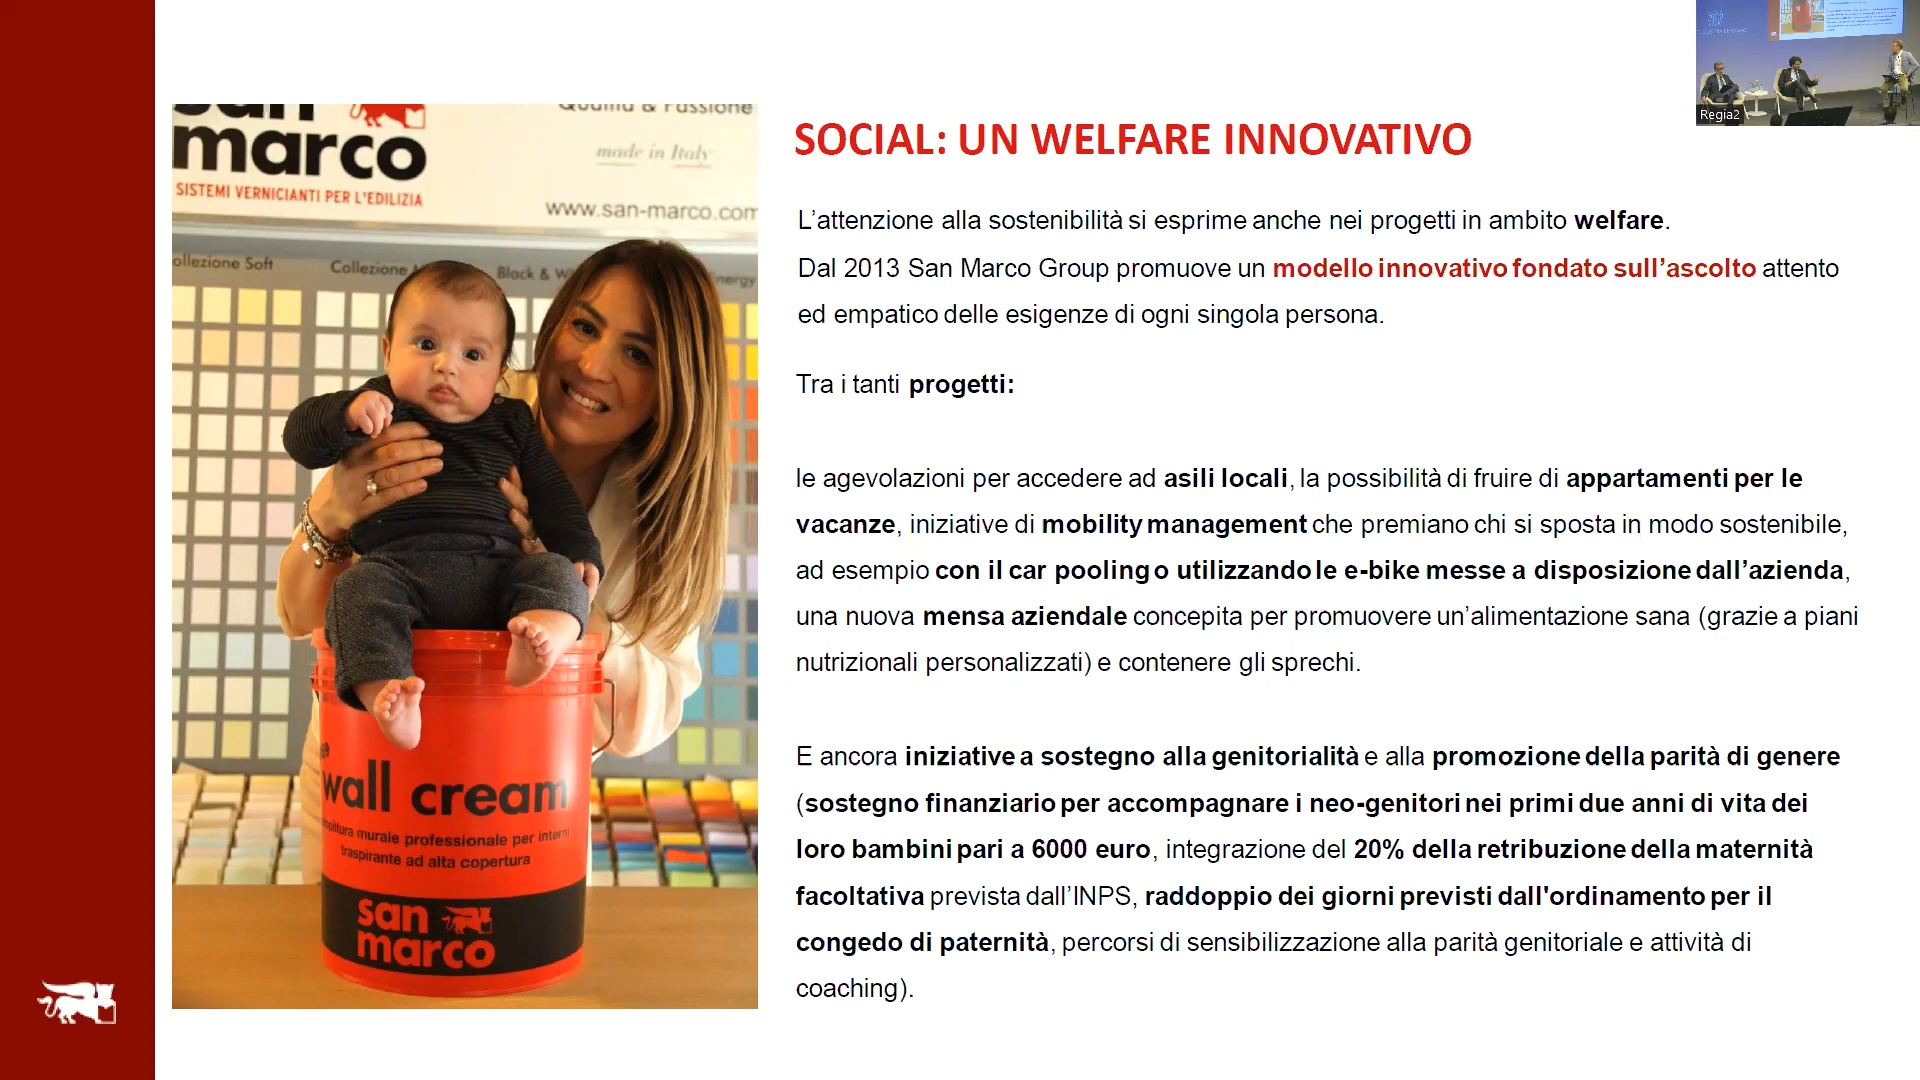 san
marco
SISTEMI VERNICIANTI PER L'EDILIZIA
Qualità & Passione
made in Italy
www.san-marco.com
Collezione Soft
Collezione
Black & W
wall cream
pittura murale professionale per interni
traspirante ad alta copertura
san
marco
Regia2
SOCIAL: UN WELFARE INNOVATIVO
L’attenzione alla sostenibilità si esprime anche nei progetti in ambito welfare.
Dal 2013 San Marco Group promuove un modello innovativo fondato sull’ascolto attento
ed empatico delle esigenze di ogni singola persona.
Tra i tanti progetti:
le agevolazioni per accedere ad asili locali, la possibilità di fruire di appartamenti per le
vacanze, iniziative di mobility management che premiano chi si sposta in modo sostenibile,
ad esempio con il car pooling o utilizzando le e-bike messe a disposizione dall’azienda,
una nuova mensa aziendale concepita per promuovere un’alimentazione sana (grazie a piani
nutrizionali personalizzati) e contenere gli sprechi.
E ancora iniziative a sostegno alla genitorialità e alla promozione della parità di genere
(sostegno finanziario per accompagnare i neo-genitori nei primi due anni di vita dei
loro bambini pari a 6000 euro, integrazione del 20% della retribuzione della maternità
facoltativa prevista dall’INPS, raddoppio dei giorni previsti dall'ordinamento per il
congedo di paternità, percorsi di sensibilizzazione alla parità genitoriale e attività di
coaching).